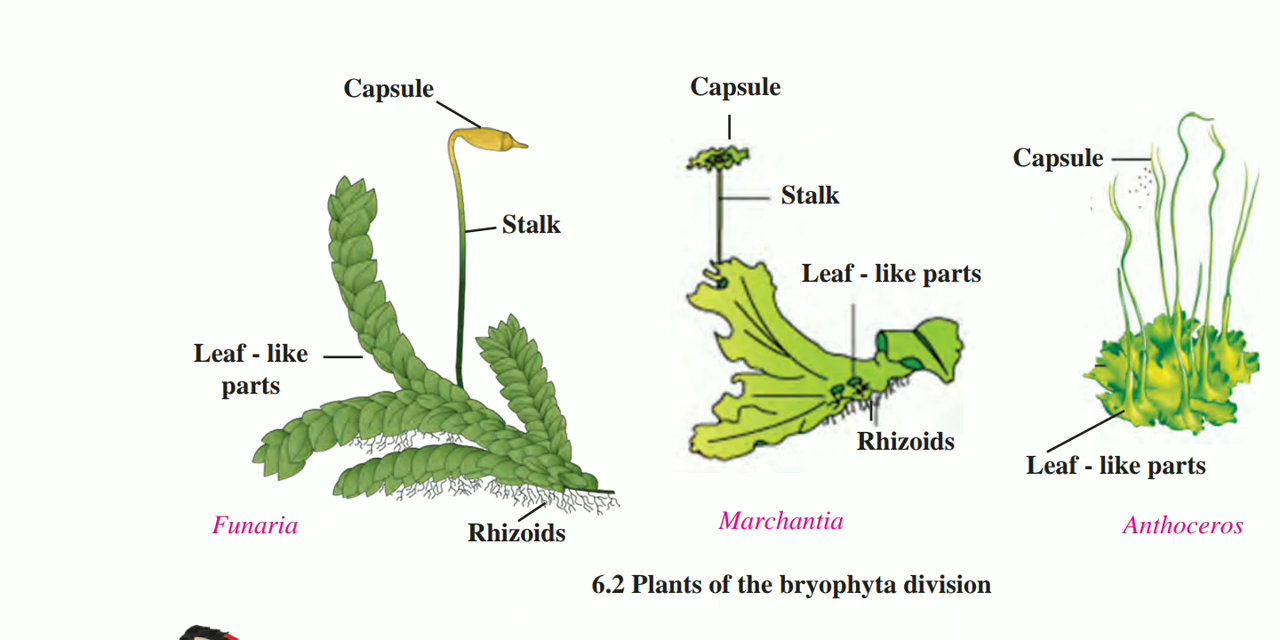 Capsule
Stalk
Leaf - like
parts
Rhizoids
Funaria
Capsule
Stalk
Leaf - like parts
Rhizoids
Marchantia
Capsule
Leaf - like parts
Anthoceros
6.2 Plants of the bryophyta division